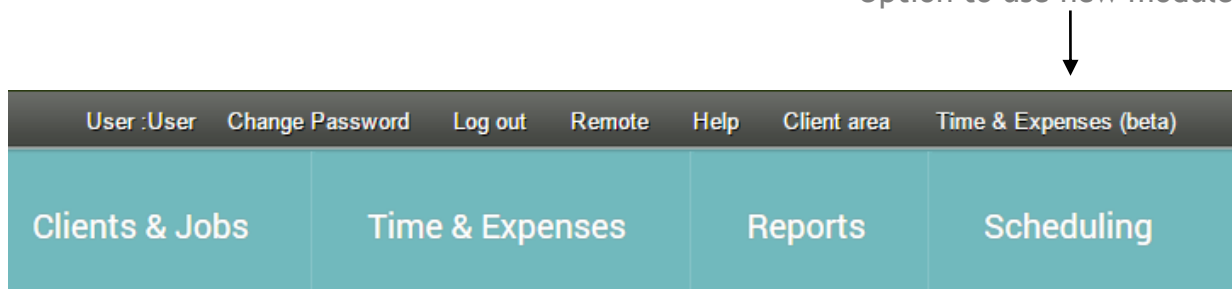 Option to use new module
User :User Change Password Log out Remote Help Client area Time & Expenses (beta)
Clients & Jobs Time & Expenses Reports Scheduling